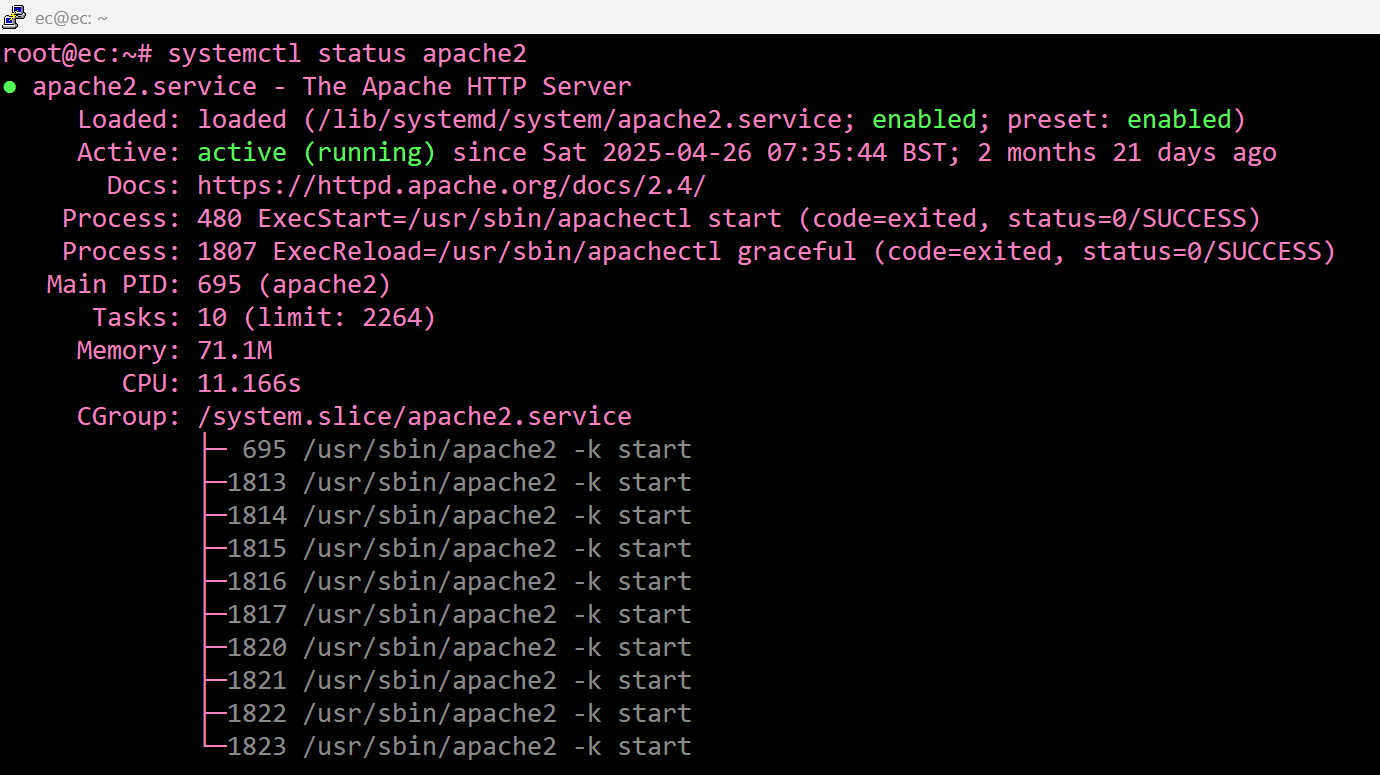 ec@ec: ~
root@ec:~# systemctl status apache2
● apache2.service - The Apache HTTP Server
     Loaded: loaded (/lib/systemd/system/apache2.service; enabled; preset: enabled)
     Active: active (running) since Sat 2025-04-26 07:35:44 BST; 2 months 21 days ago
       Docs: https://httpd.apache.org/docs/2.4/
    Process: 480 ExecStart=/usr/sbin/apachectl start (code=exited, status=0/SUCCESS)
    Process: 1807 ExecReload=/usr/sbin/apachectl graceful (code=exited, status=0/SUCCESS)
   Main PID: 695 (apache2)
      Tasks: 10 (limit: 2264)
     Memory: 71.1M
        CPU: 11.166s
     CGroup: /system.slice/apache2.service
             ├─ 695 /usr/sbin/apache2 -k start
             ├─1813 /usr/sbin/apache2 -k start
             ├─1814 /usr/sbin/apache2 -k start
             ├─1815 /usr/sbin/apache2 -k start
             ├─1816 /usr/sbin/apache2 -k start
             ├─1817 /usr/sbin/apache2 -k start
             ├─1820 /usr/sbin/apache2 -k start
             ├─1821 /usr/sbin/apache2 -k start
             ├─1822 /usr/sbin/apache2 -k start
             └─1823 /usr/sbin/apache2 -k start